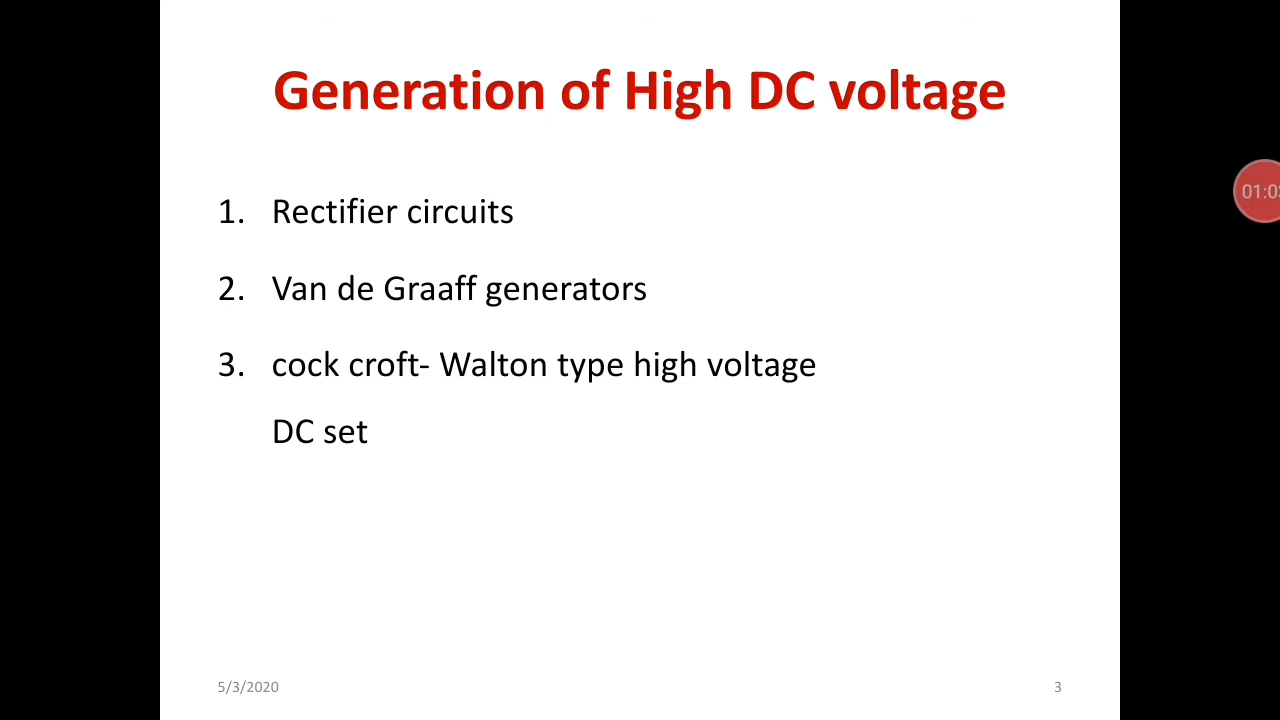 Generation of High DC voltage
1. Rectifier circuits
2. Van de Graaff generators
3. cock croft- Walton type high voltage
DC set
5/3/2020
3